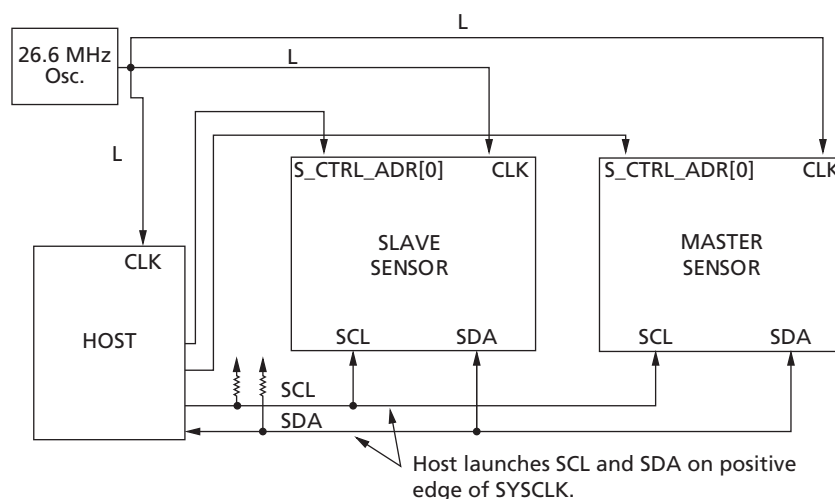 26.6 MHz
Osc.
L
L
L
S_CTRL_ADR[0]
CLK
S_CTRL_ADR[0]
CLK
SLAVE
SENSOR
MASTER
SENSOR
CLK
HOST
SCL
SDA
SCL
SDA
SCL
SDA
Host launches SCL and SDA on positive
edge of SYSCLK.